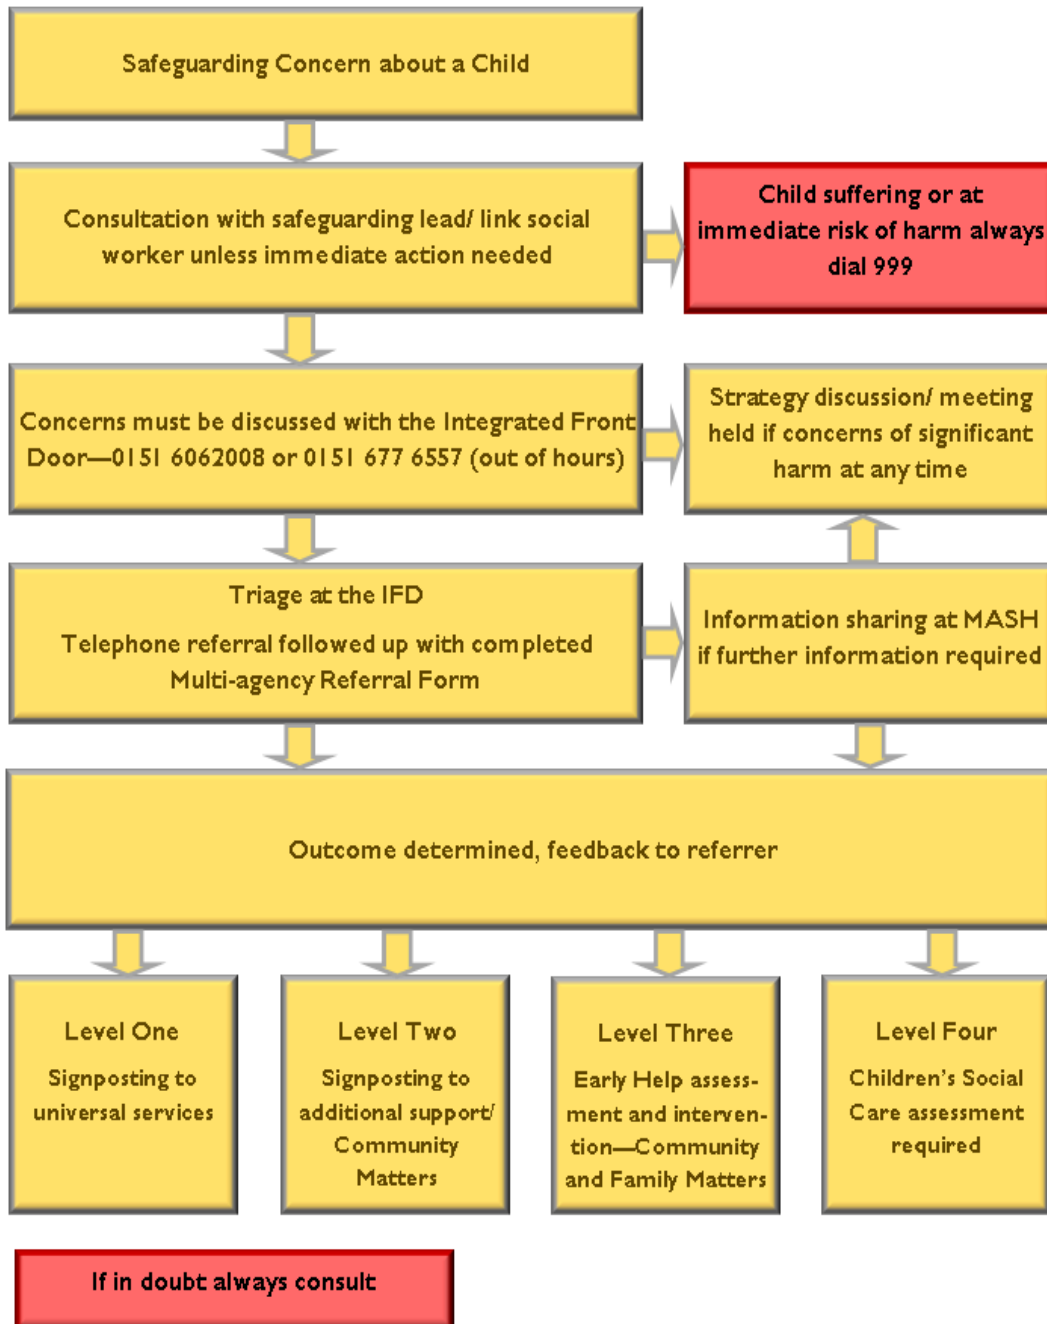 Safeguarding Concern about a Child
Consultation with safeguarding lead/ link social
worker unless immediate action needed
Child suffering or at
immediate risk of harm always
dial 999
Concerns must be discussed with the Integrated Front
Door—0151 6062008 or 0151 677 6557 (out of hours)
Strategy discussion/ meeting
held if concerns of significant
harm at any time
Triage at the IFD
Telephone referral followed up with completed
Multi-agency Referral Form
Information sharing at MASH
if further information required
Outcome determined, feedback to referrer
Level One
Signposting to
universal services
Level Two
Signposting to
additional support/
Community
Matters
Level Three
Early Help assess-
ment and interven-
tion—Community
and Family Matters
Level Four
Children's Social
Care assessment
required
If in doubt always consult